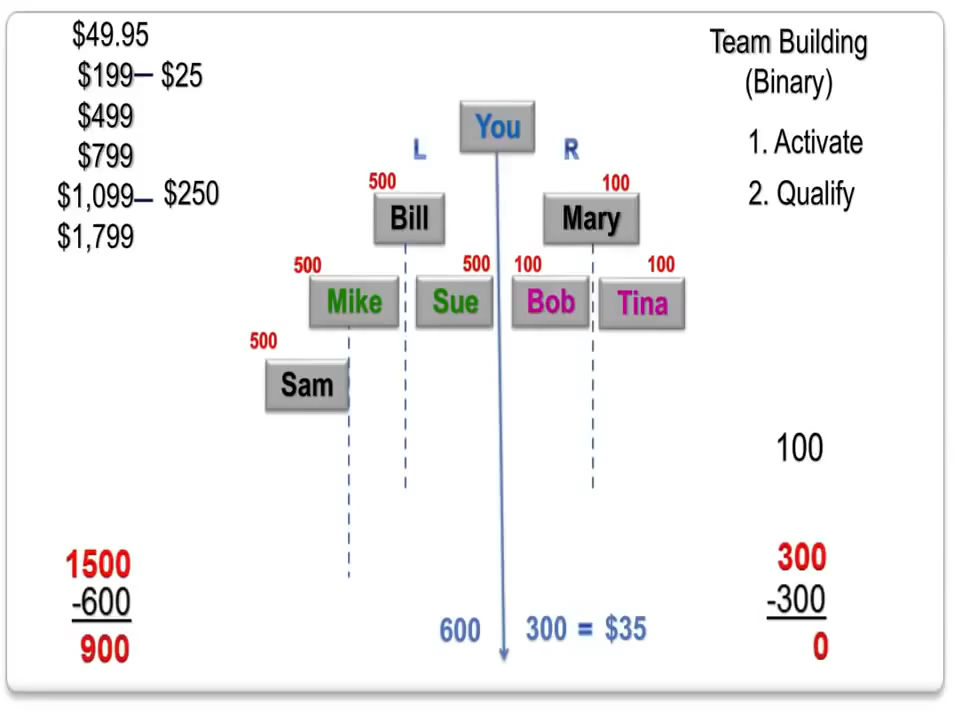 $49.95
$199 – $25
$499
$799
$1,099 – $250
$1,799
Team Building
(Binary)
1. Activate
2. Qualify
You
L R
500 100
Bill Mary
500 500 100 100
Mike Sue Bob Tina
500
Sam
100
1500
-600
900
600 300 = $35
300
-300
0